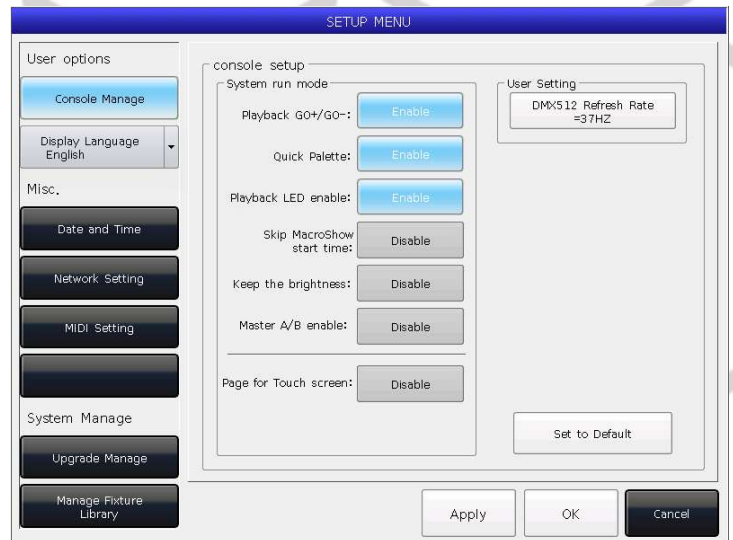 SETUP MENU
User options
Console Manage
Display Language
English
Misc.
Date and Time
Network Setting
MIDI Setting
System Manage
Upgrade Manage
Manage Fixture
Library
console setup
System run mode
Playback GO+/GO-: Enable
Quick Palette: Enable
Playback LED enable: Enable
Skip MacroShow
start time: Disable
Keep the brightness: Disable
Master A/B enable: Disable
Page for Touch screen: Disable
User Setting
DMX512 Refresh Rate
=37HZ
Set to Default
Apply OK Cancel